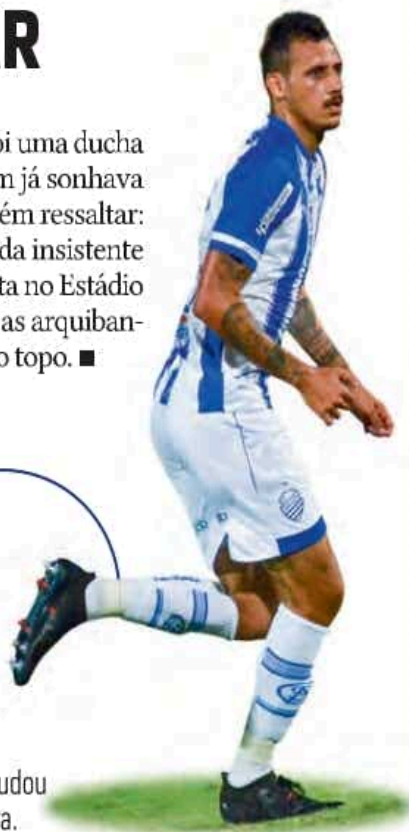 R
oi uma ducha
m já sonhava
ém ressaltar:
da insistente
ta no Estádio
as arquiban-
o topo. ■
udou
a.